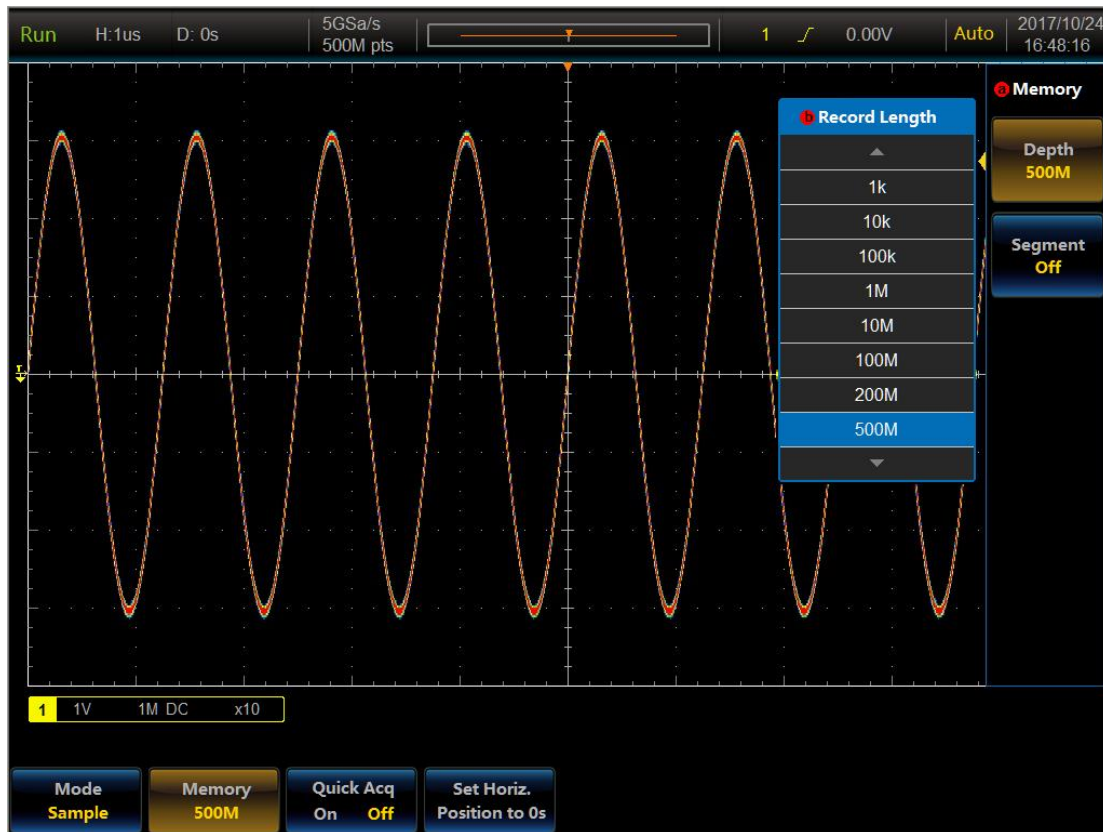 Run H:1us D: 0s 5GSa/s 1 0.00V Auto 2017/10/24
500M pts T 16:48:16
a Memory
b Record Length
Depth
1k
500M
10k
100k
Segment
1M
Off
10M
100M
200M
500M
1 1V 1M DC x10
Mode Memory Quick Acq Set Horiz.
Sample 500M On Off Position to 0s